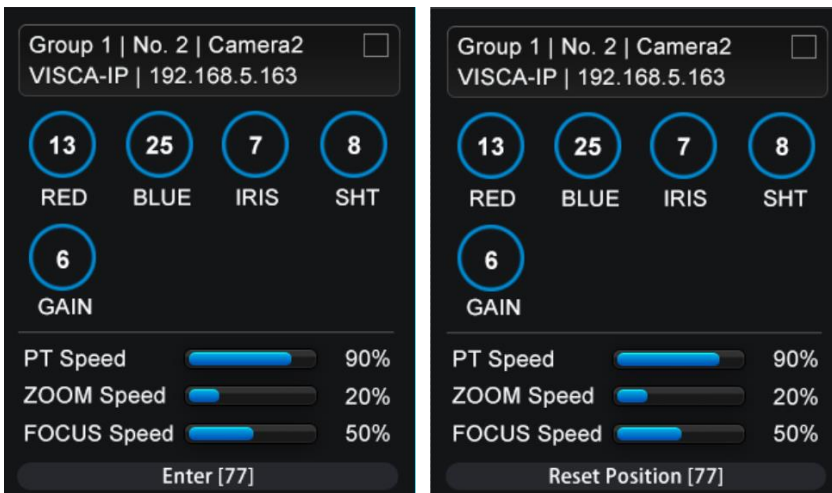 Group 1 | No. 2 | Camera2
VISCA-IP | 192.168.5.163
13 25 7 8
RED BLUE IRIS SHT
6
GAIN
PT Speed 90%
ZOOM Speed 20%
FOCUS Speed 50%
Enter [77]
Group 1 | No. 2 | Camera2
VISCA-IP | 192.168.5.163
13 25 7 8
RED BLUE IRIS SHT
6
GAIN
PT Speed 90%
ZOOM Speed 20%
FOCUS Speed 50%
Reset Position [77]